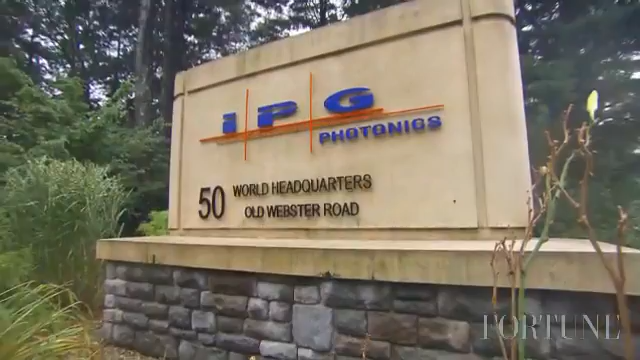 IPG
PHOTONICS
50 WORLD HEADQUARTERS
OLD WEBSTER ROAD
FORTUNE